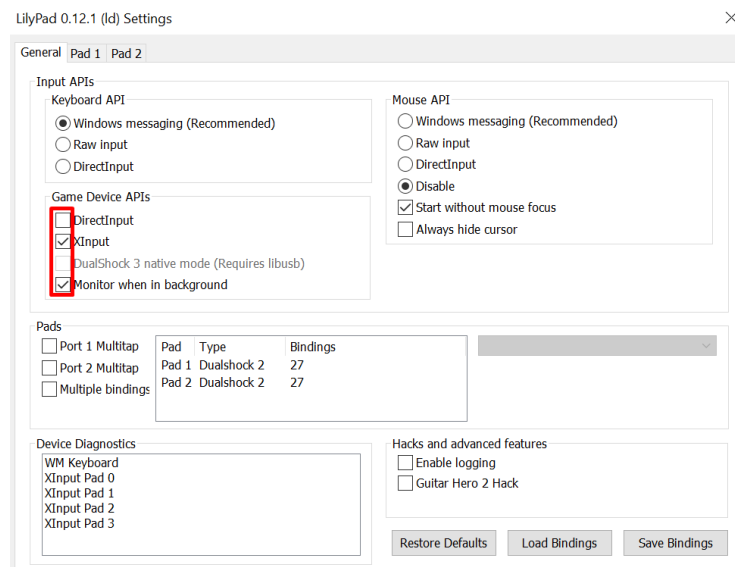 LilyPad 0.12.1 (ld) Settings
General Pad 1 Pad 2
Input APIs
Keyboard API
Windows messaging (Recommended)
Raw input
DirectInput
Game Device APIs
DirectInput
XInput
DualShock 3 native mode (Requires libusb)
Monitor when in background
Mouse API
Windows messaging (Recommended)
Raw input
DirectInput
Disable
Start without mouse focus
Always hide cursor
Pads
Port 1 Multitap
Port 2 Multitap
Multiple bindings
Pad Type Bindings
Pad 1 Dualshock 2 27
Pad 2 Dualshock 2 27
Device Diagnostics
WM Keyboard
XInput Pad 0
XInput Pad 1
XInput Pad 2
XInput Pad 3
Hacks and advanced features
Enable logging
Guitar Hero 2 Hack
Restore Defaults Load Bindings Save Bindings